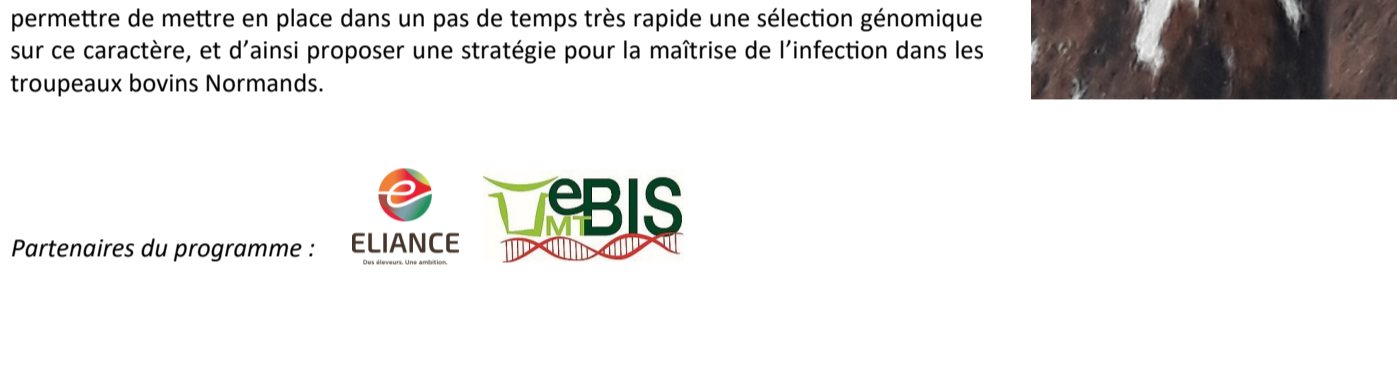 permettre de mettre en place dans un pas de temps très rapide une sélection génomique
sur ce caractère, et d'ainsi proposer une stratégie pour la maîtrise de l'infection dans les
troupeaux bovins Normands.
Partenaires du programme :
e
ELIANCE
Des éleveurs. Une ambition.
UMT eBIS